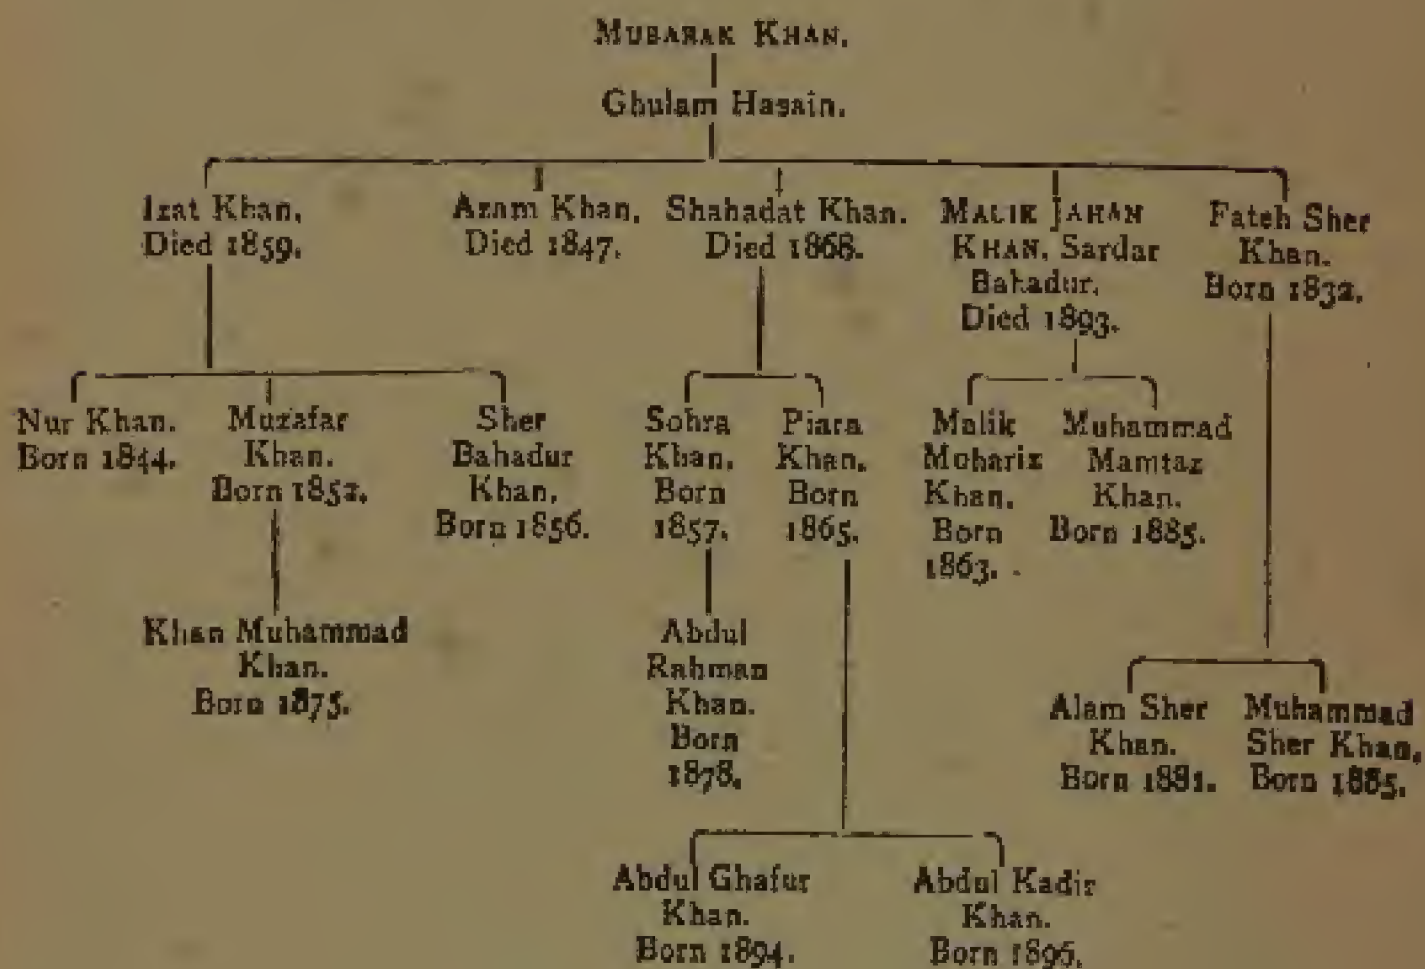 MUBARAK KHAN.
Ghulam Hasain.
Izat Khan,
Died 1859.
Azam Khan,
Died 1847.
Shahadat Khan.
Died 1868.
MALIK JAHAN
KHAN, Sardar
Bahadur.
Died 1893.
Fateh Sher
Khan.
Born 1832.
Nur Khan.
Born 1844.
Muzafar
Khan.
Born 1852.
Sher
Bahadur
Khan.
Born 1856.
Sohra
Khan.
Born
1857.
Piara
Khan.
Born
1865.
Malik
Mohariz
Khan.
Born
1863.
Muhammad
Mamtaz
Khan.
Born 1885.
Khan Muhammad
Khan.
Born 1875.
Abdul
Rahman
Khan.
Born
1878.
Alam Sher
Khan.
Born 1881.
Muhammad
Sher Khan.
Born 1885.
Abdul Ghafur
Khan.
Born 1894.
Abdul Kadir
Khan.
Born 1896.